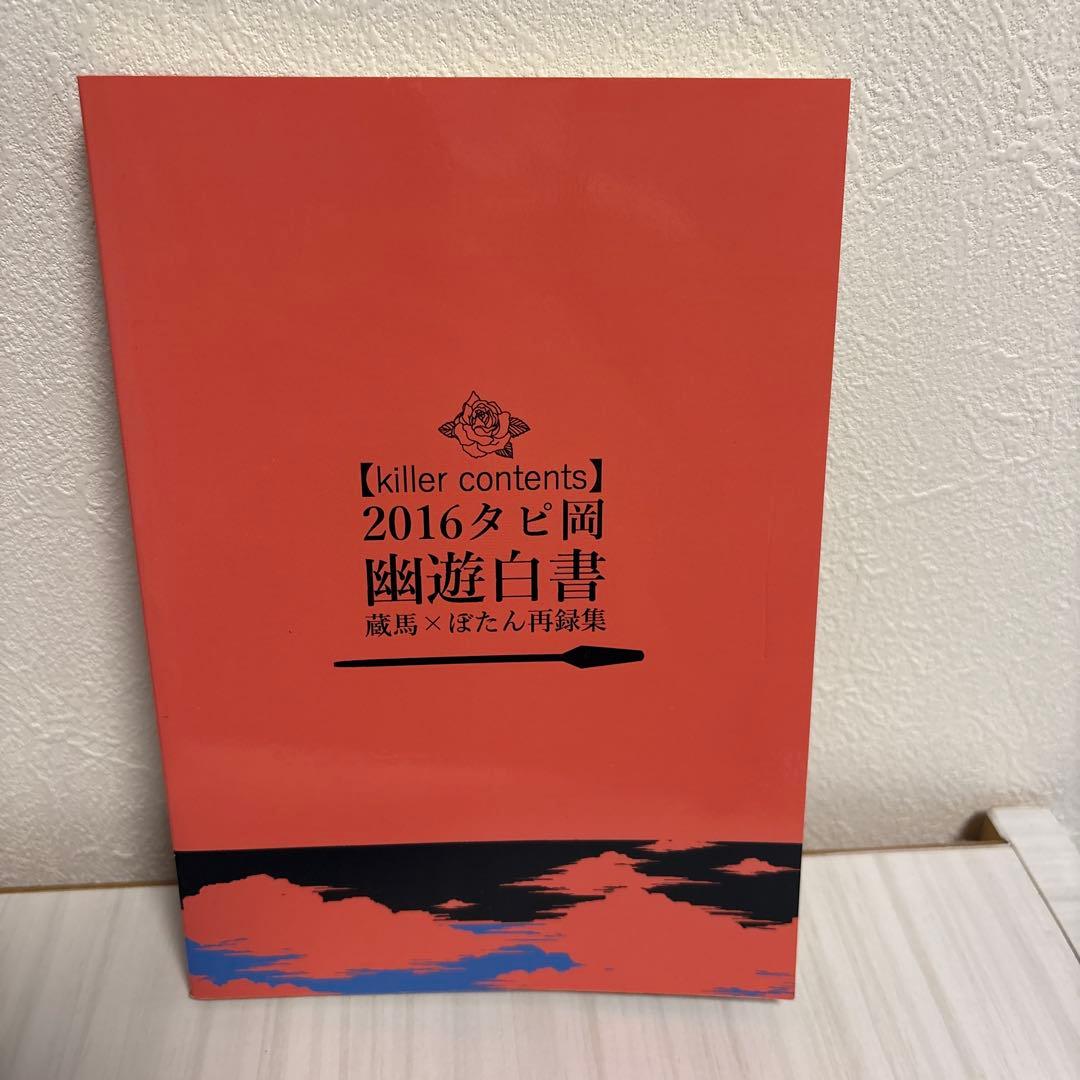 【killer contents】
2016タピ岡
幽遊白書
蔵馬×ぼたん再録集